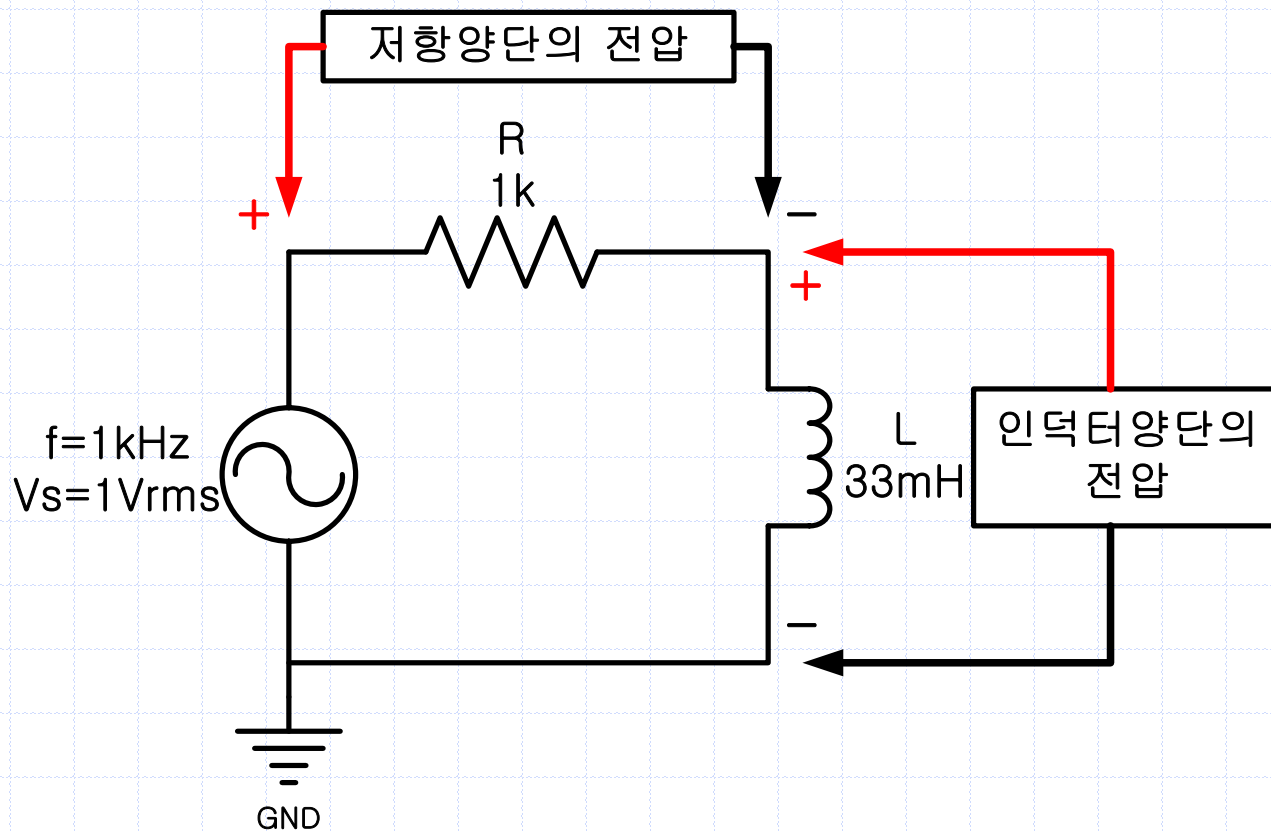 저항양단의 전압
R
1k
+
−
+
f=1kHz
Vs=1Vrms
L
33mH
인덕터양단의
전압
−
GND